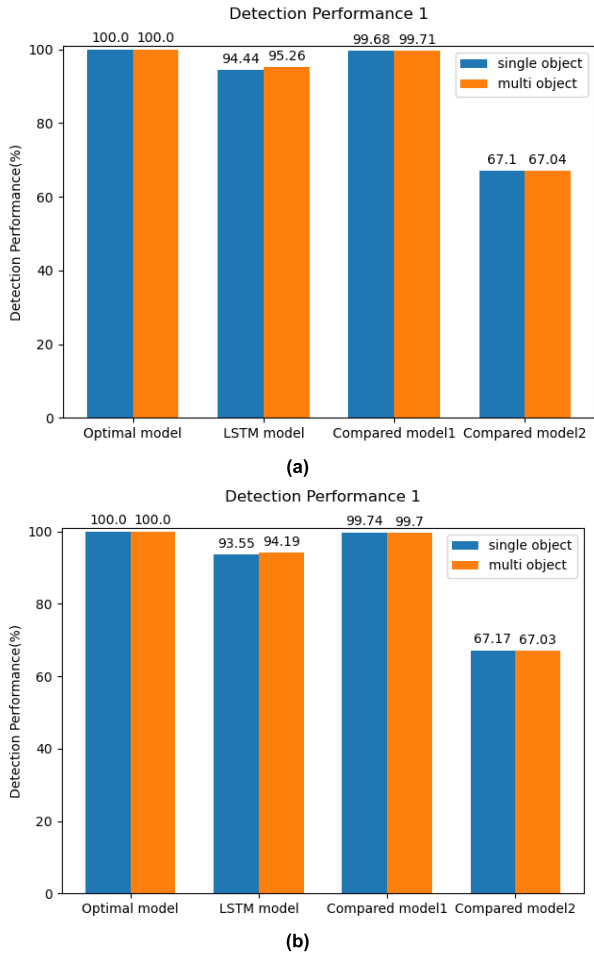 Detection Performance 1
100.0 100.0 94.44 95.26 99.68 99.71 67.1 67.04
single object
multi object
100
80
60
40
20
0
Detection Performance(%)
Optimal model LSTM model Compared model1 Compared model2
(a)
Detection Performance 1
100.0 100.0 93.55 94.19 99.74 99.7 67.17 67.03
single object
multi object
100
80
60
40
20
0
Detection Performance(%)
Optimal model LSTM model Compared model1 Compared model2
(b)